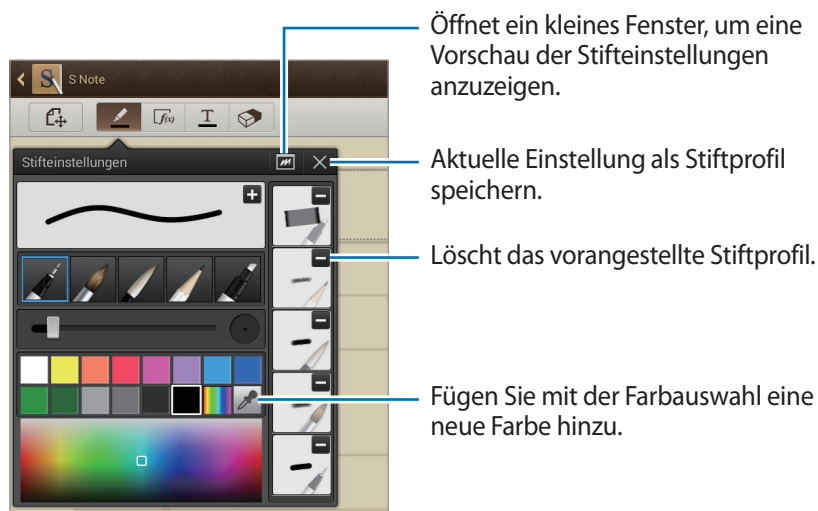 Öffnet ein kleines Fenster, um eine
Vorschau der Stifteinstellungen
anzuzeigen.
S Note
f(x) T
Stifteinstellungen
Aktuelle Einstellung als Stiftprofil
speichern.
Löscht das vorangestellte Stiftprofil.
Fügen Sie mit der Farbauswahl eine
neue Farbe hinzu.